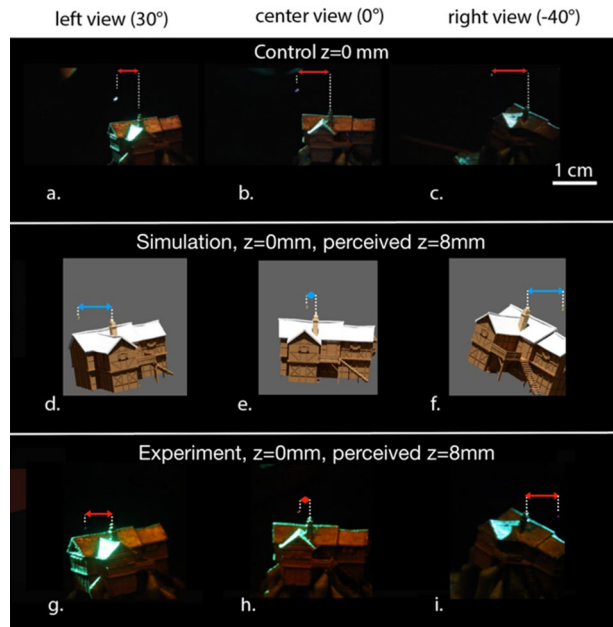 left view (30°) center view (0°) right view (-40°)
Control z=0 mm
a. b. c. 1 cm
Simulation, z=0mm, perceived z=8mm
d. e. f.
Experiment, z=0mm, perceived z=8mm
g. h. i.